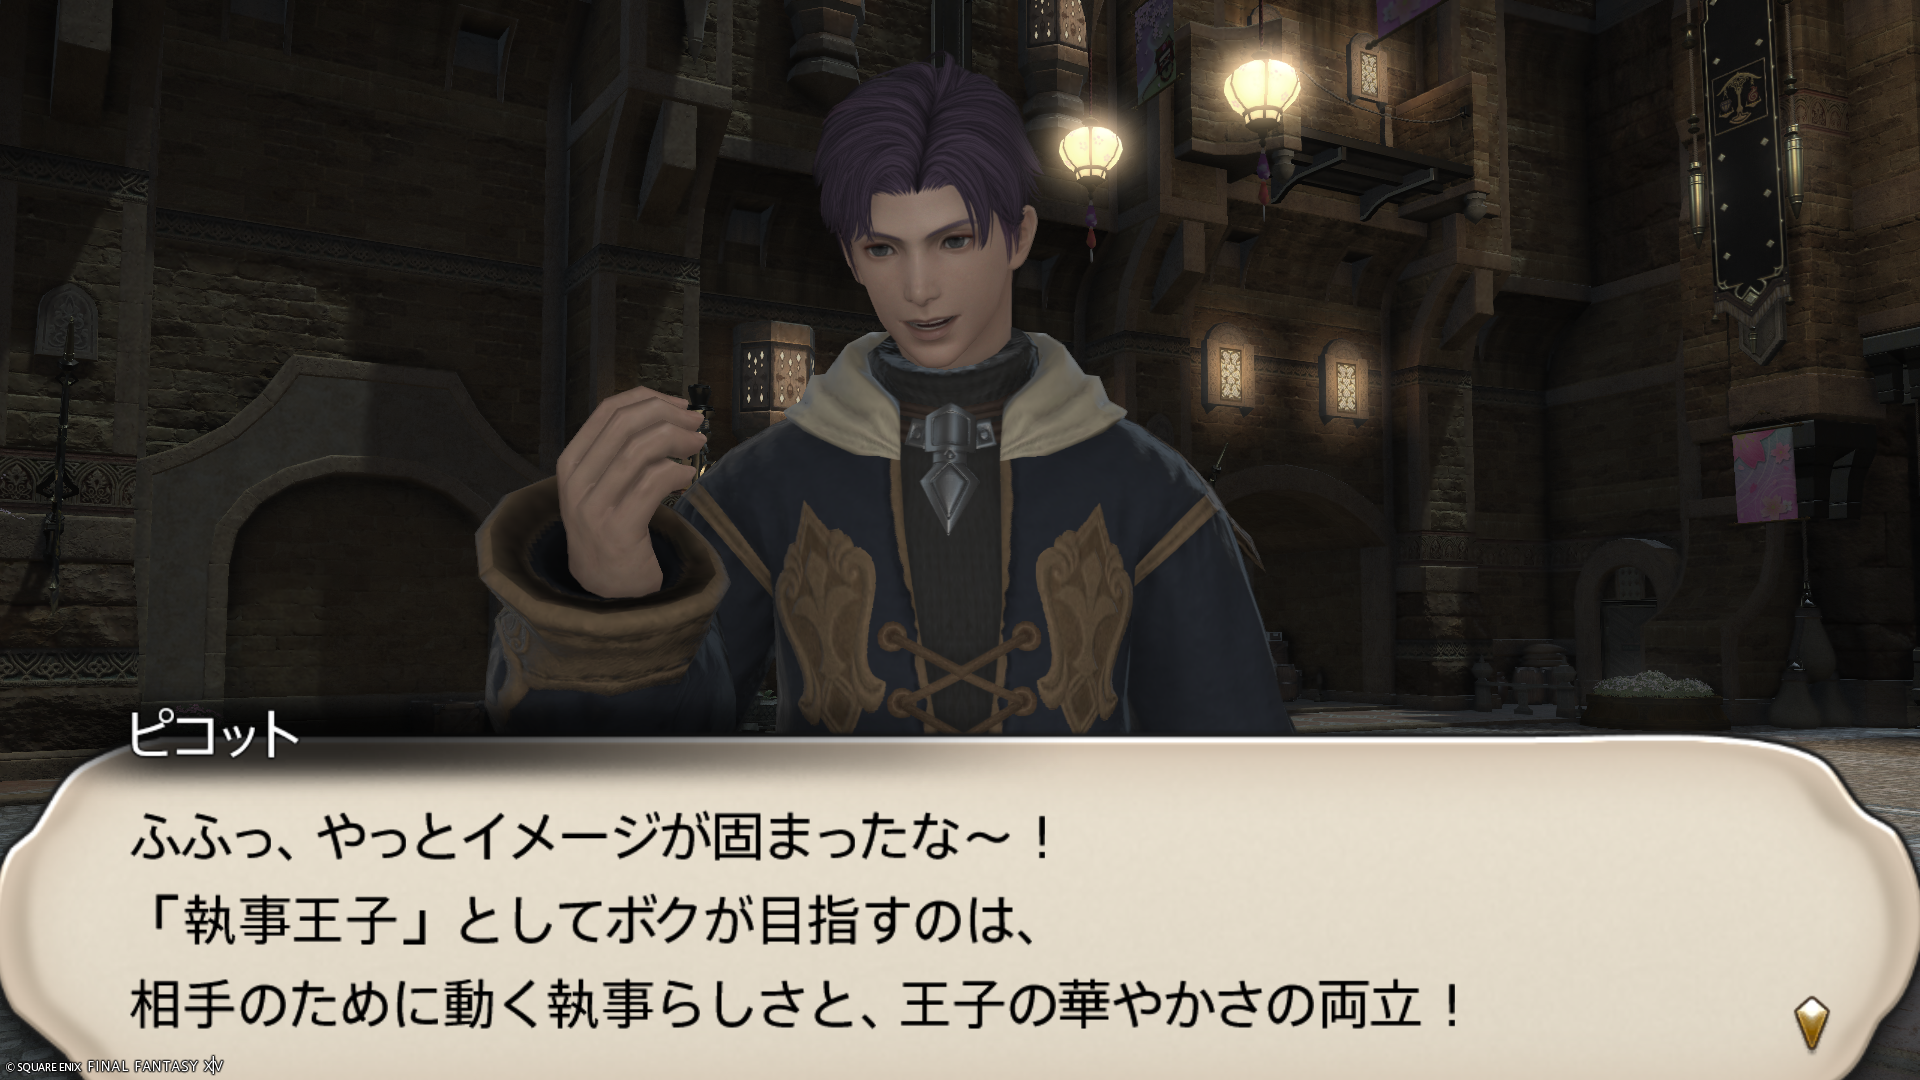 ピコット
ふふっ、やっとイメージが固まったな～！
「執事王子」としてボクが目指すのは、
相手のために動く執事らしさと、王子の華やかさの両立！
© SQUARE ENIX FINAL FANTASY XIV